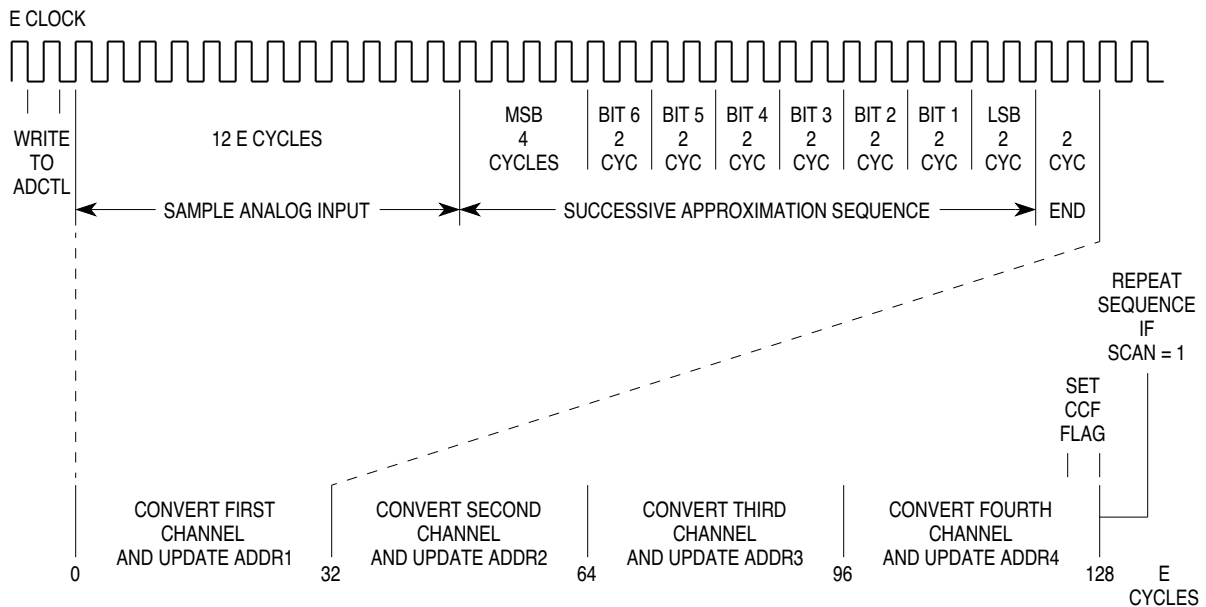 E CLOCK
WRITE
TO
ADCTL
12 E CYCLES
MSB
4
CYCLES
BIT 6
2
CYC
BIT 5
2
CYC
BIT 4
2
CYC
BIT 3
2
CYC
BIT 2
2
CYC
BIT 1
2
CYC
LSB
2
CYC
2
CYC
SAMPLE ANALOG INPUT
SUCCESSIVE APPROXIMATION SEQUENCE
END
REPEAT
SEQUENCE
IF
SCAN = 1
SET
CCF
FLAG
CONVERT FIRST
CHANNEL
AND UPDATE ADDR1
CONVERT SECOND
CHANNEL
AND UPDATE ADDR2
CONVERT THIRD
CHANNEL
AND UPDATE ADDR3
CONVERT FOURTH
CHANNEL
AND UPDATE ADDR4
0
32
64
96
128
E
CYCLES